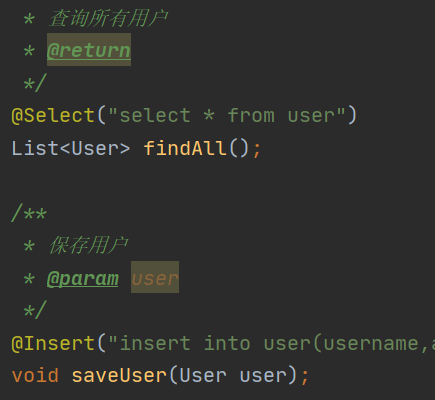 * 查询所有用户
* @return
*/
@Select("select * from user")
List<User> findAll();
/**
* 保存用户
* @param user
*/
@Insert("insert into user(username,a
void saveUser(User user);